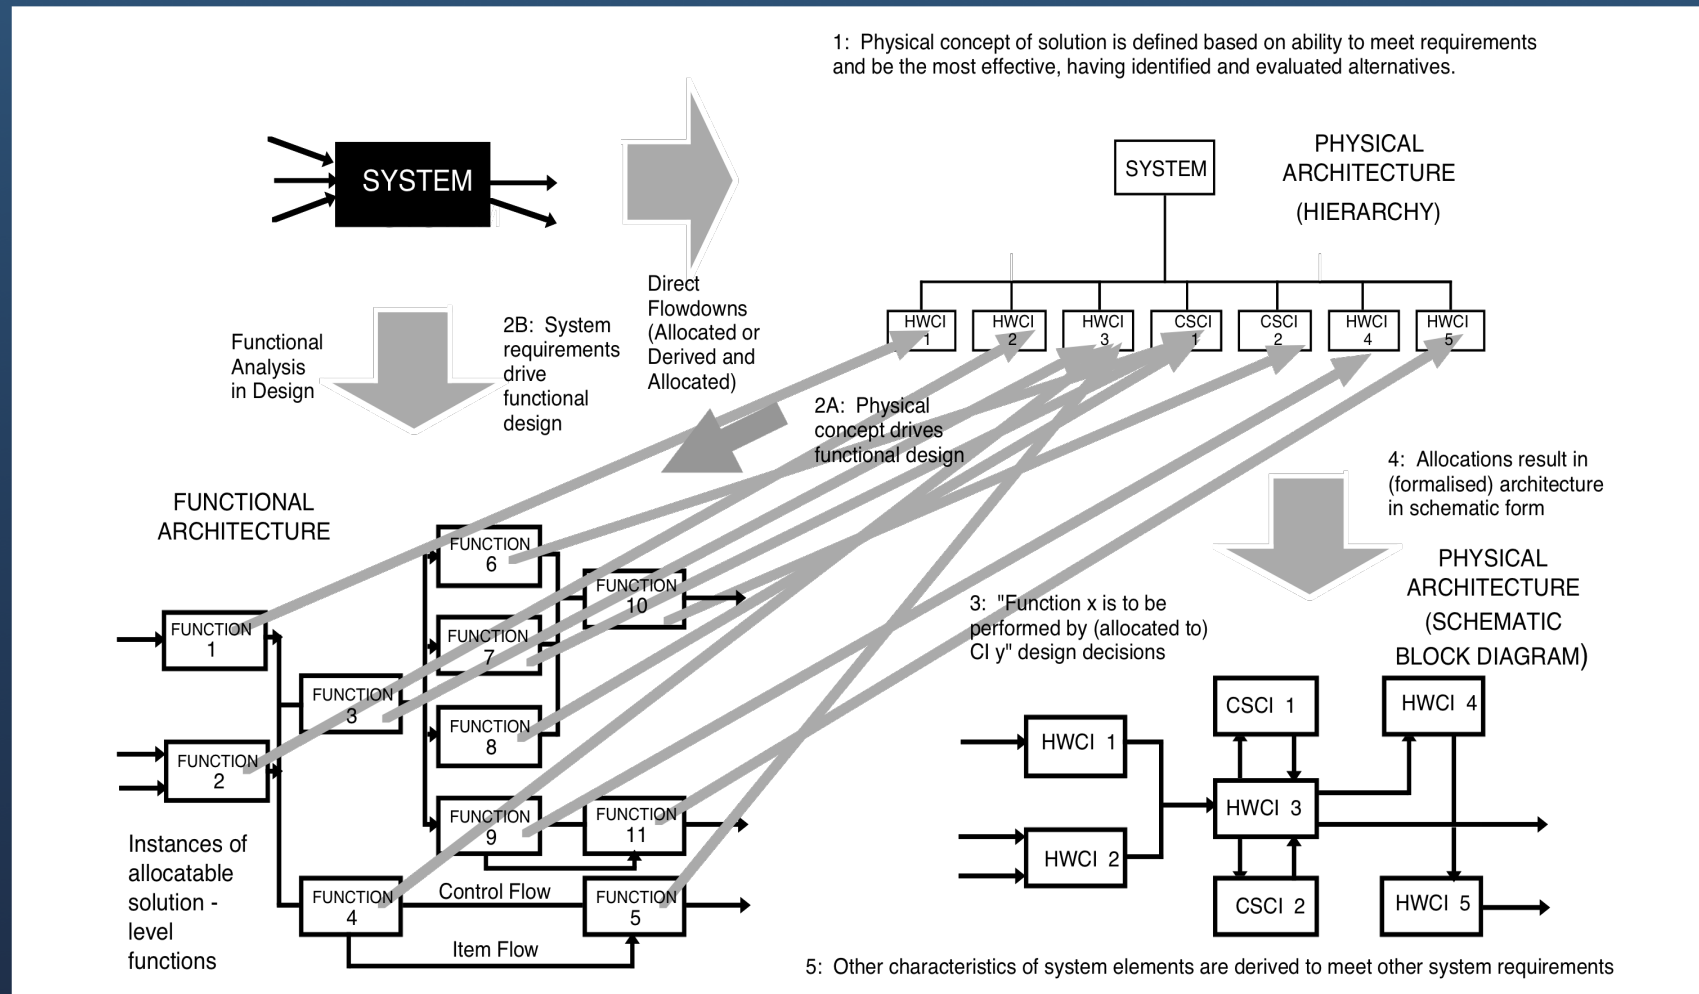 1: Physical concept of solution is defined based on ability to meet requirements
and be the most effective, having identified and evaluated alternatives.
SYSTEM
PHYSICAL
ARCHITECTURE
(HIERARCHY)
SYSTEM
Direct
Flowdowns
(Allocated or
Derived and
Allocated)
HWCI
1
HWCI
2
HWCI
3
CSCI
1
CSCI
2
HWCI
4
HWCI
5
Functional
Analysis
in Design
2B: System
requirements
drive
functional
design
2A: Physical
concept drives
functional design
4: Allocations result in
(formalised) architecture
in schematic form
FUNCTIONAL
ARCHITECTURE
FUNCTION
6
FUNCTION
10
FUNCTION
1
FUNCTION
7
FUNCTION
3
FUNCTION
8
FUNCTION
2
FUNCTION
9
FUNCTION
11
FUNCTION
4
Control Flow
FUNCTION
5
Item Flow
Instances of
allocatable
solution -
level
functions
3: "Function x is to be
performed by (allocated to)
CI y" design decisions
PHYSICAL
ARCHITECTURE
(SCHEMATIC
BLOCK DIAGRAM)
CSCI 1
HWCI 4
HWCI 1
HWCI 3
HWCI 2
CSCI 2
HWCI 5
5: Other characteristics of system elements are derived to meet other system requirements